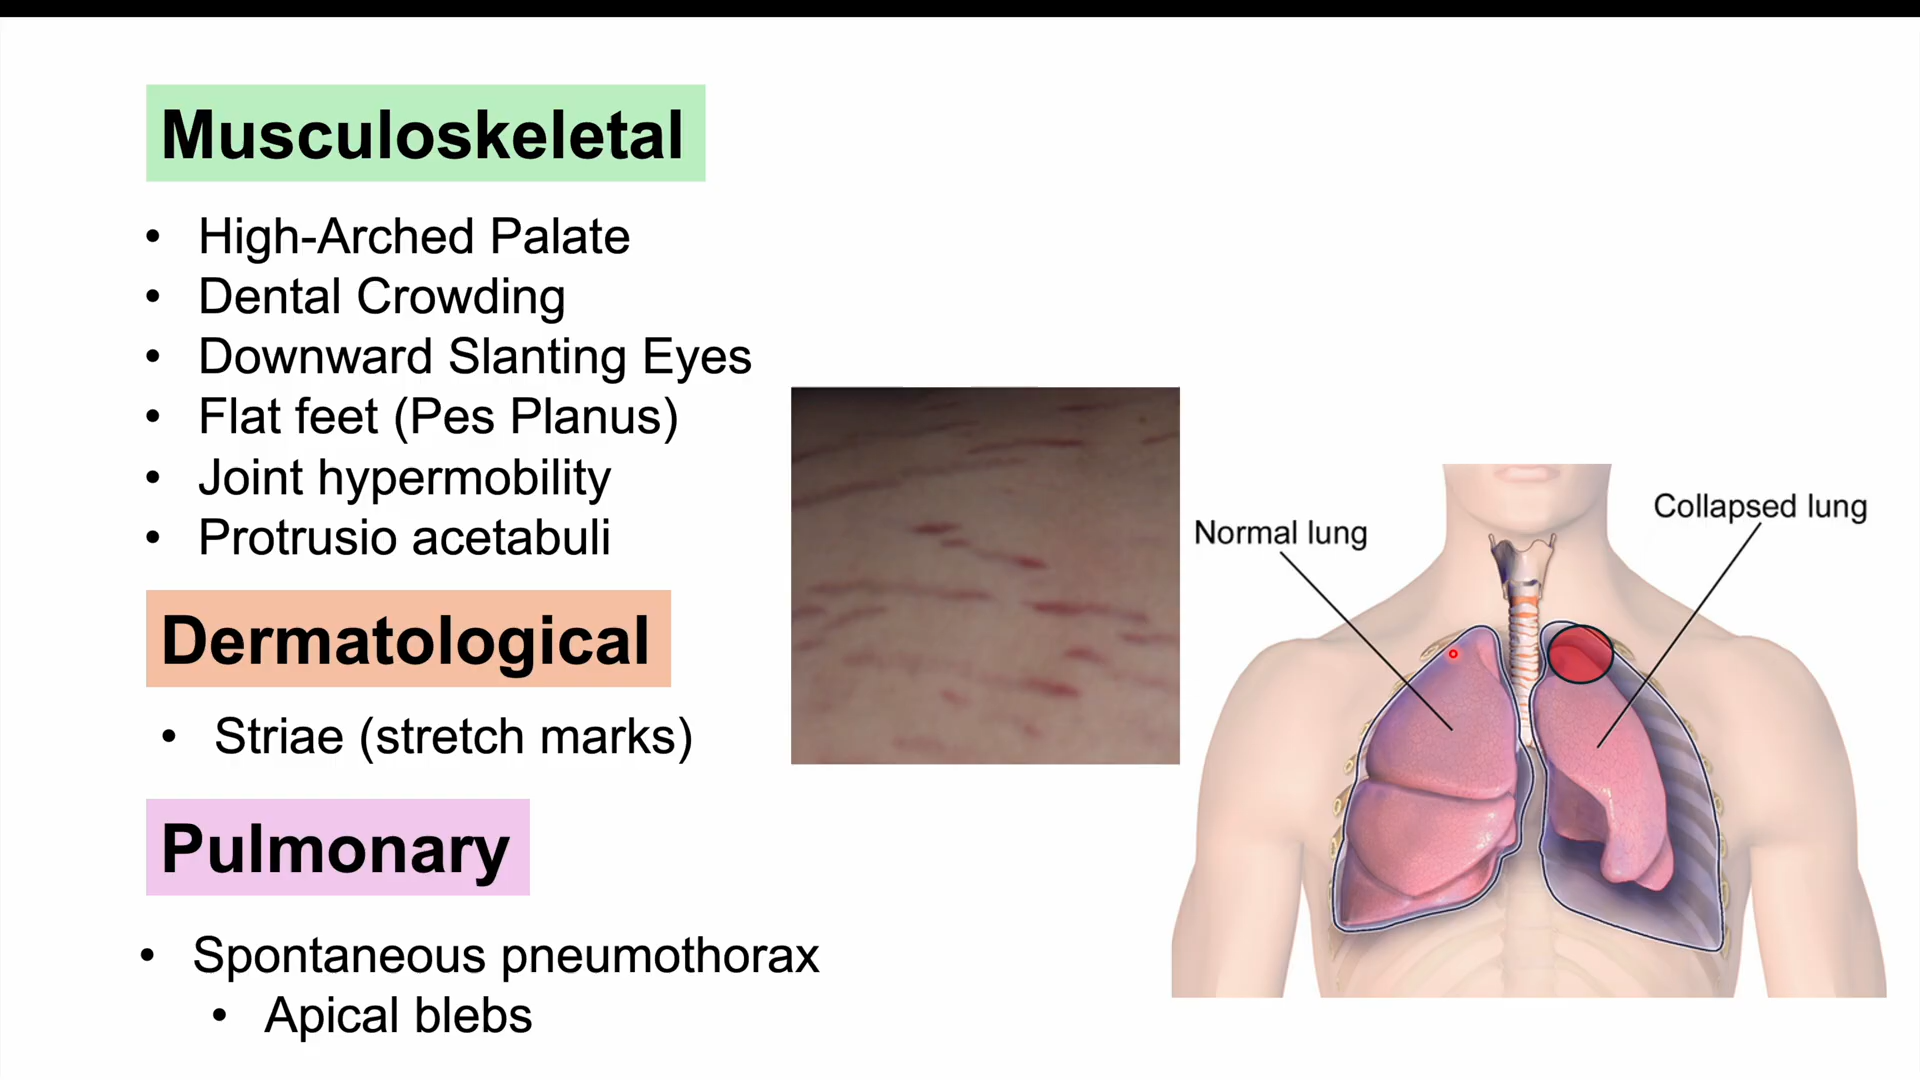 Musculoskeletal
• High-Arched Palate
• Dental Crowding
• Downward Slanting Eyes
• Flat feet (Pes Planus)
• Joint hypermobility
• Protrusio acetabuli
Dermatological
• Striae (stretch marks)
Pulmonary
• Spontaneous pneumothorax
• Apical blebs
Normal lung
Collapsed lung